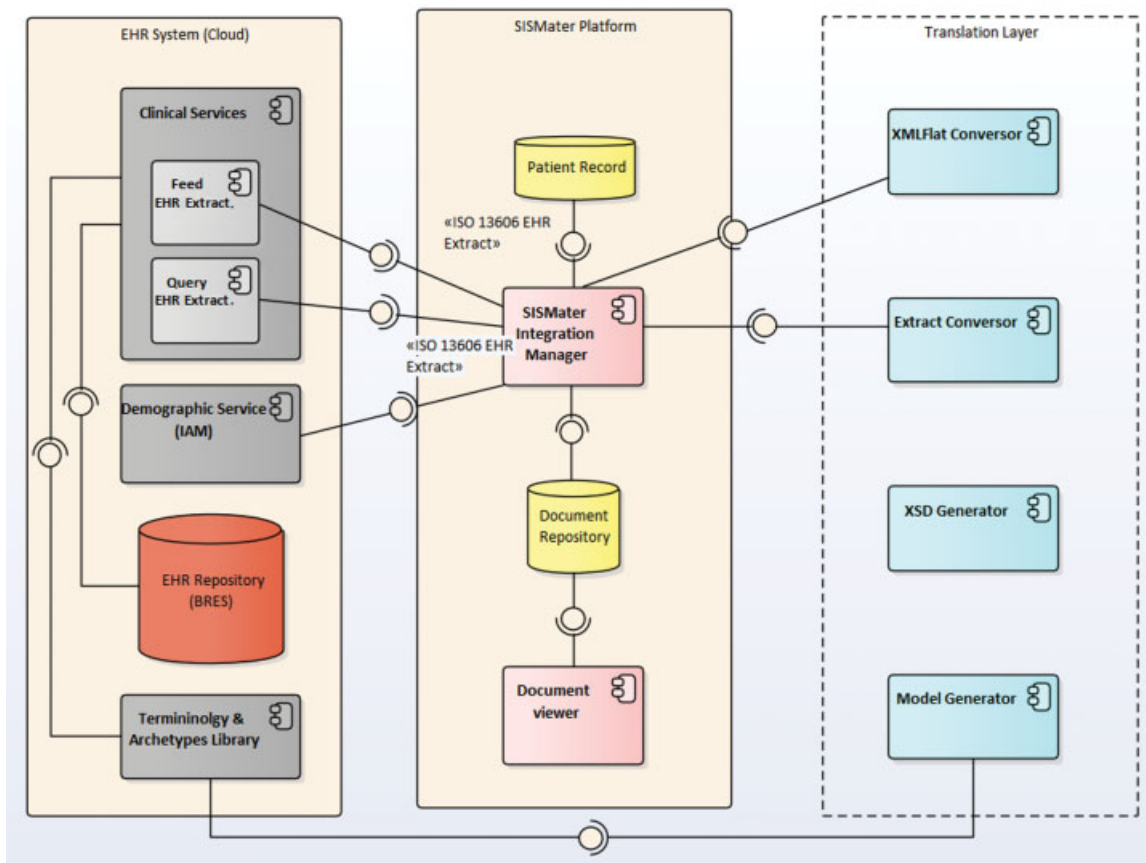 EHR System (Cloud)
Clinical Services
Feed
EHR Extract.
Query
EHR Extract.
Demographic Service
(IAM)
EHR Repository
(BRES)
Termininolgy &
Archetypes Library
SISMater Platform
Patient Record
«ISO 13606 EHR
Extract»
SISMater
Integration
Manager
«ISO 13606 EHR
Extract»
Document
Repository
Document
viewer
Translation Layer
XMLFlat Conversor
Extract Conversor
XSD Generator
Model Generator